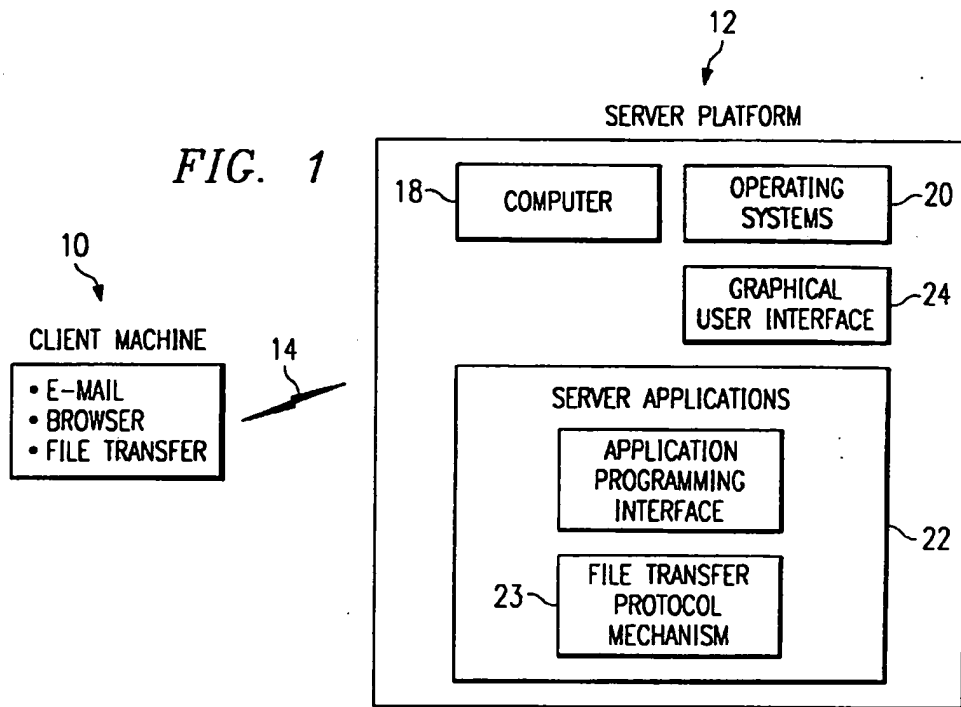 12
SERVER PLATFORM
FIG. 1
18
COMPUTER
OPERATING
SYSTEMS
20
10
GRAPHICAL
USER INTERFACE
24
CLIENT MACHINE
14
• E-MAIL
• BROWSER
• FILE TRANSFER
SERVER APPLICATIONS
APPLICATION
PROGRAMMING
INTERFACE
22
23
FILE TRANSFER
PROTOCOL
MECHANISM